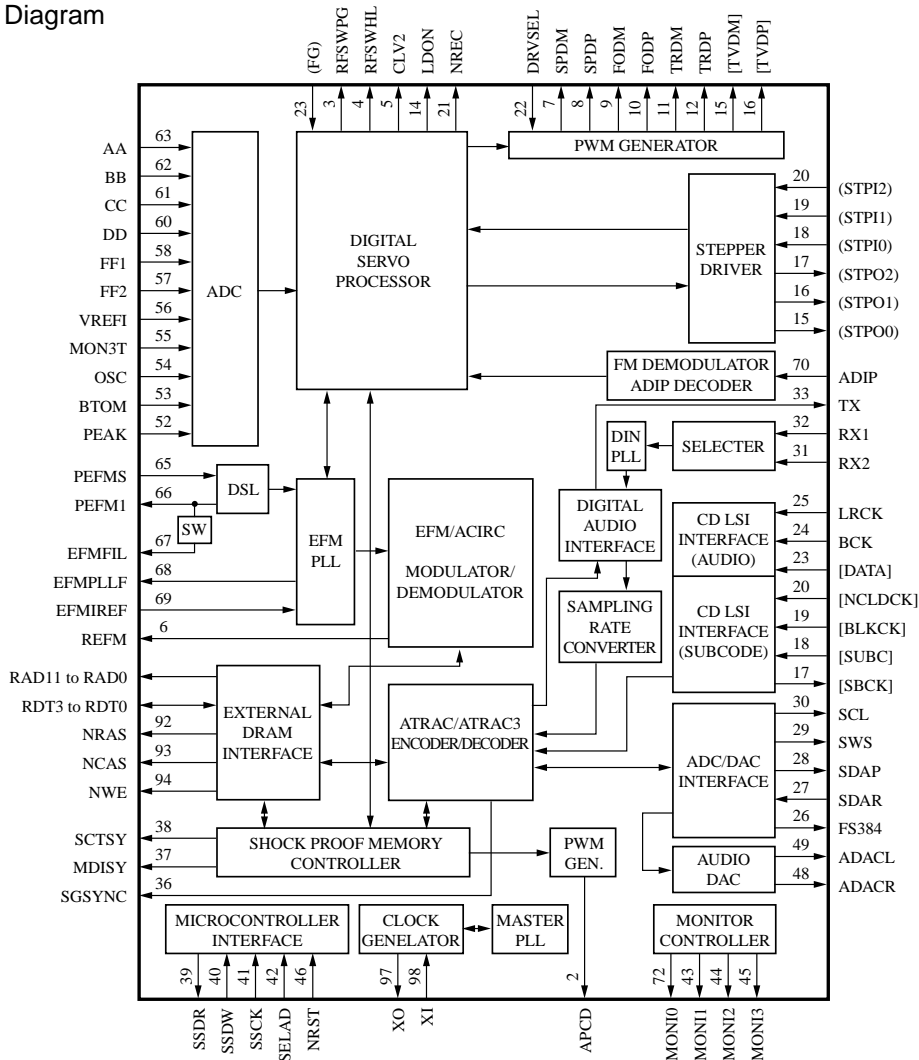 Diagram
(FG)
RFSWPG
RFSWHL
CLV2
LDON
NREC
DRVSEL
SPDM
SPDP
FODM
FODP
TRDM
TRDP
[TVDM]
[TVDP]
23
3
4
5
14
21
22
7
8
9
10
11
12
15
16
AA 63
BB 62
CC 61
DD 60
FF1 58
FF2 57
VREFI 56
MON3T 55
OSC 54
BTOM 53
PEAK 52
PEFMS 65
PEFM1 66
EFMFIL 67
EFMPLLF 68
EFMIREF 69
REFM 6
RAD11 to RAD0
RDT3 to RDT0
NRAS 92
NCAS 93
NWE 94
SCTSY 38
MDISY 37
SGSYNC 36
ADC
DIGITAL
SERVO
PROCESSOR
PWM GENERATOR
STEPPER
DRIVER
FM DEMODULATOR
ADIP DECODER
DIN
PLL
SELECTER
DSL
SW
EFM
PLL
EFM/ACIRC
MODULATOR/
DEMODULATOR
DIGITAL
AUDIO
INTERFACE
SAMPLING
RATE
CONVERTER
CD LSI
INTERFACE
(AUDIO)
CD LSI
INTERFACE
(SUBCODE)
EXTERNAL
DRAM
INTERFACE
ATRAC/ATRAC3
ENCODER/DECODER
ADC/DAC
INTERFACE
SHOCK PROOF MEMORY
CONTROLLER
PWM
GEN.
AUDIO
DAC
MICROCONTROLLER
INTERFACE
CLOCK
GENELATOR
MASTER
PLL
MONITOR
CONTROLLER
20 (STPI2)
19 (STPI1)
18 (STPI0)
17 (STPO2)
16 (STPO1)
15 (STPO0)
70 ADIP
33 TX
32 RX1
31 RX2
25 LRCK
24 BCK
23 [DATA]
20 [NCLDCK]
19 [BLKCK]
18 [SUBC]
17 [SBCK]
30 SCL
29 SWS
28 SDAP
27 SDAR
26 FS384
49 ADACL
48 ADACR
39
40
41
42
46
97
98
2
72
43
44
45
SSDR
SSDW
SSCK
SELAD
NRST
XO
XI
APCD
MONI0
MONI1
MONI2
MONI3